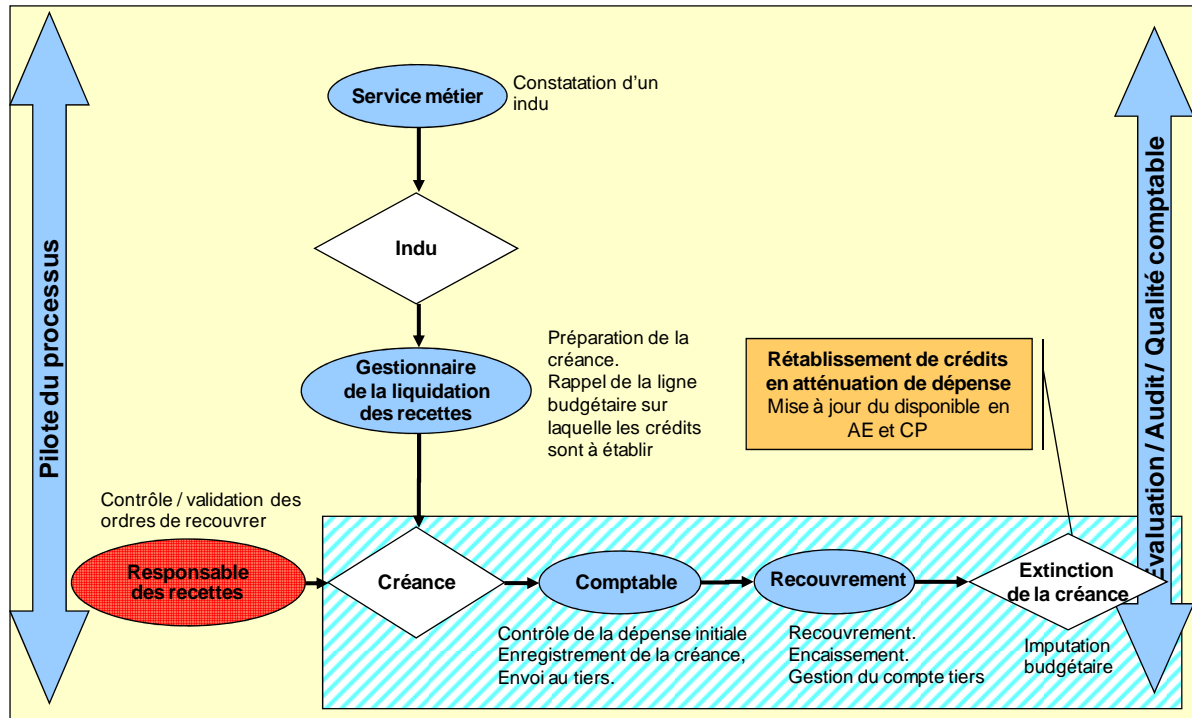 Pilote du processus
Service métier
Constatation d’un
indu
Indu
Gestionnaire
de la liquidation
des recettes
Préparation de la
créance.
Rappel de la ligne
budgétaire sur
laquelle les crédits
sont à établir
Rétablissement de crédits
en atténuation de dépense
Mise à jour du disponible en
AE et CP
Evaluation / Audit / Qualité comptable
Contrôle / validation des
ordres de recouvrer
Responsable
des recettes
Créance
Comptable
Recouvrement
Extinction
de la créance
Contrôle de la dépense initiale
Enregistrement de la créance,
Envoi au tiers.
Recouvrement.
Encaissement.
Gestion du compte tiers
Imputation
budgétaire